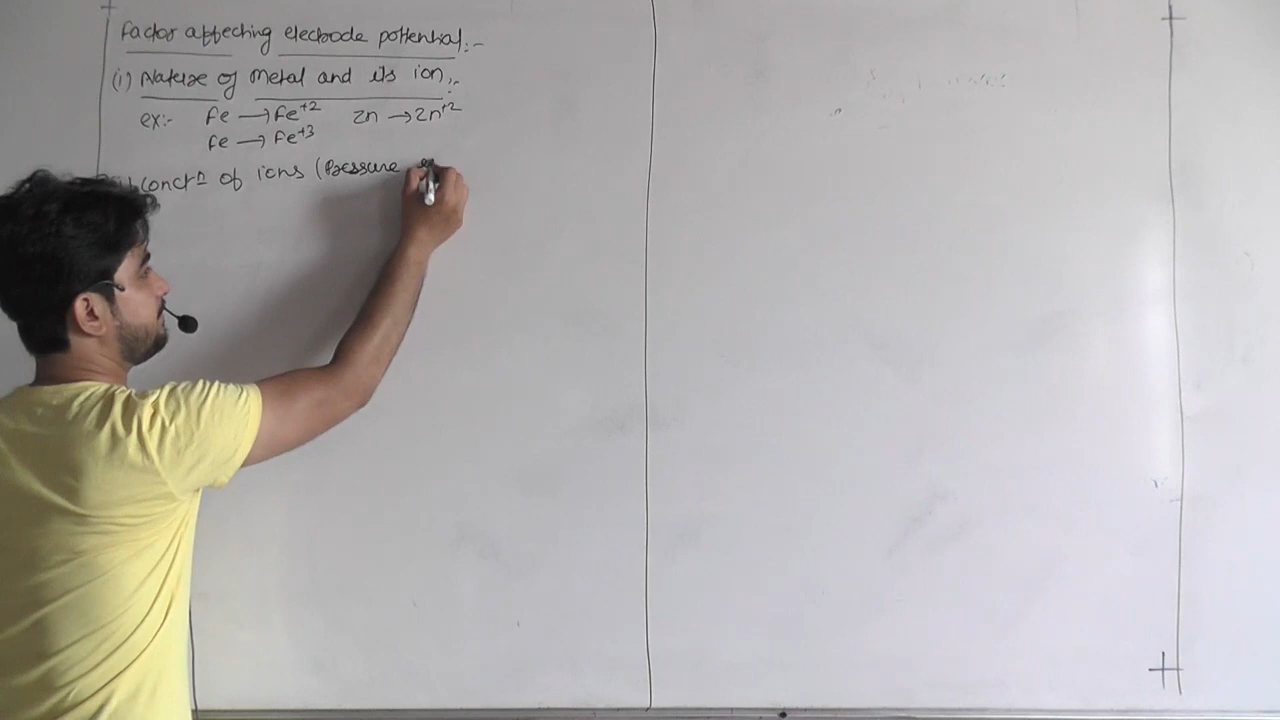 Factor affecting electrode pottential:-
(i) Nature of metal and its ion:-
ex:- Fe → Fe+2 Zn → Zn+2
Fe → Fe+3
conctn of ions (Pressure